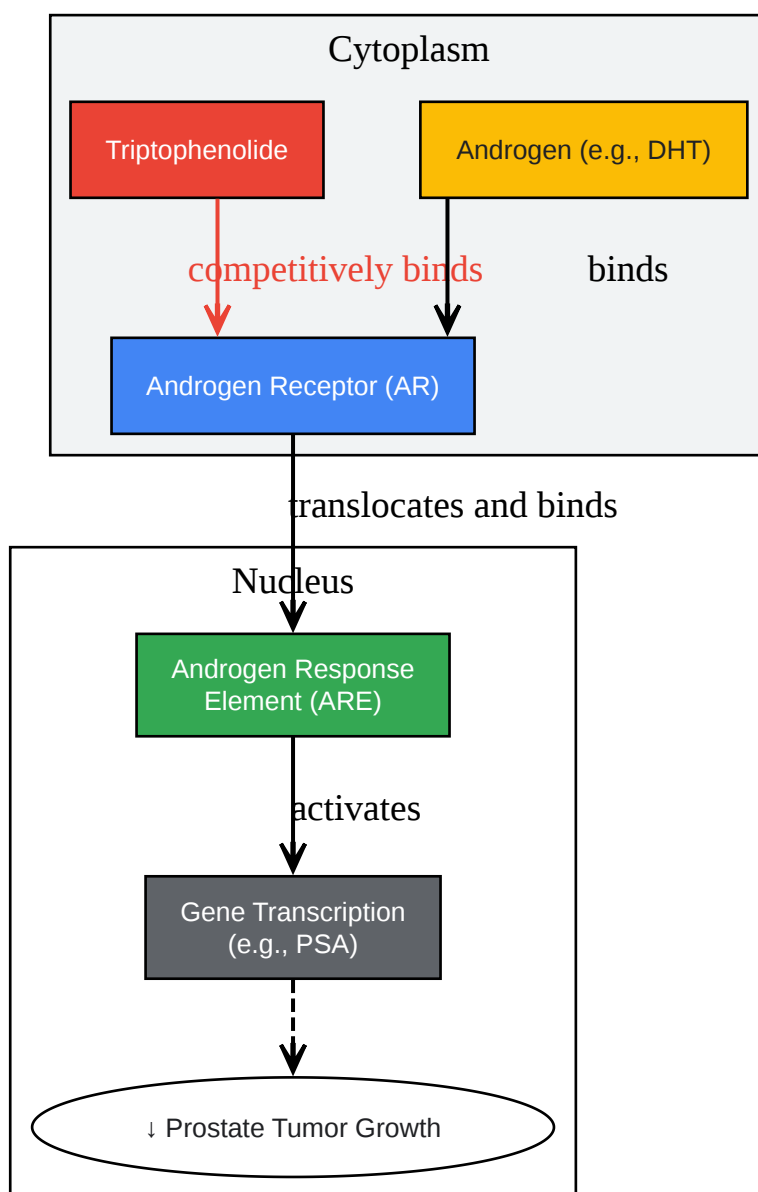 Cytoplasm
Triptophenolide
Androgen (e.g., DHT)
competitively binds
binds
Androgen Receptor (AR)
translocates and binds
Nucleus
Androgen Response
Element (ARE)
activates
Gene Transcription
(e.g., PSA)
↓ Prostate Tumor Growth